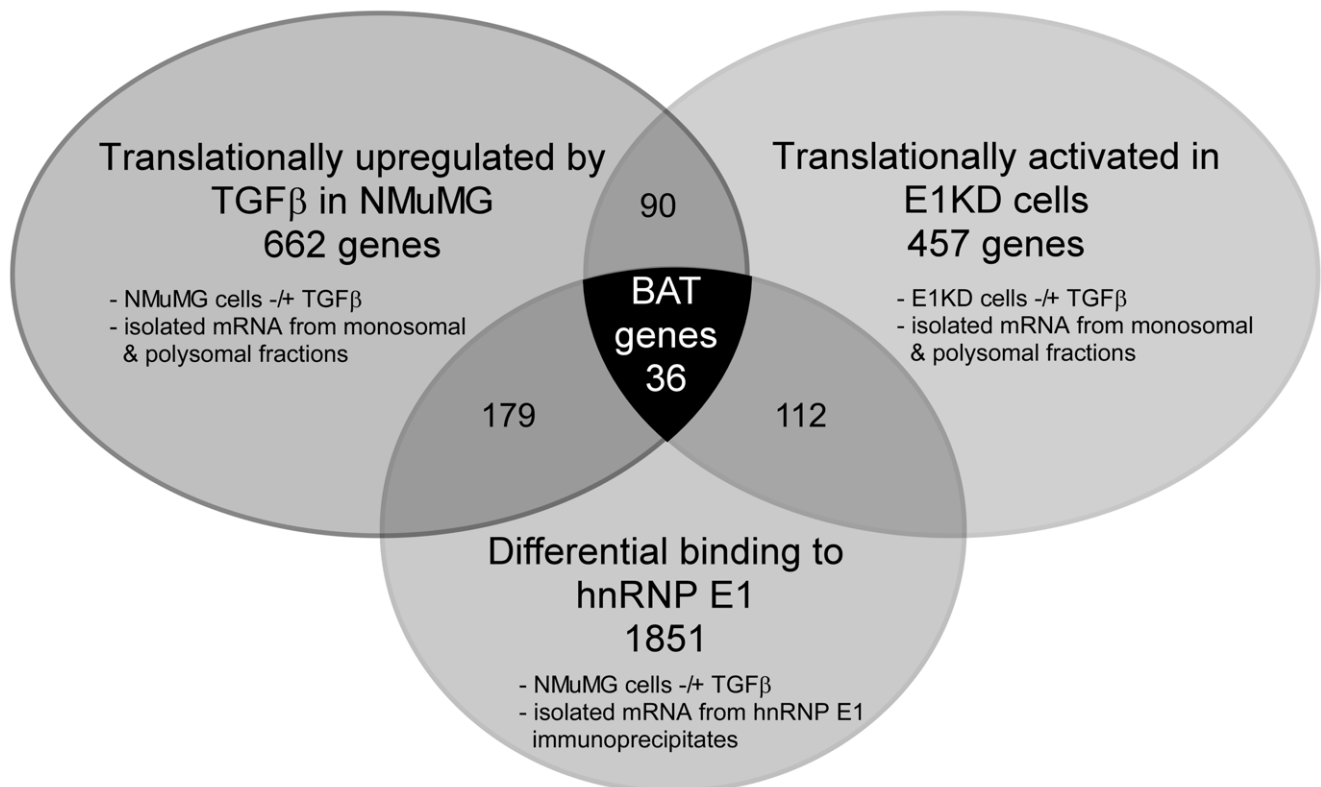 Translationally upregulated by
TGFβ in NMuMG
662 genes
- NMuMG cells -/+ TGFβ
- isolated mRNA from monosomal
& polysomal fractions
90
Translationally activated in
E1KD cells
457 genes
- E1KD cells -/+ TGFβ
- isolated mRNA from monosomal
& polysomal fractions
BAT
genes
36
179
112
Differential binding to
hnRNP E1
1851
- NMuMG cells -/+ TGFβ
- isolated mRNA from hnRNP E1
immunoprecipitates